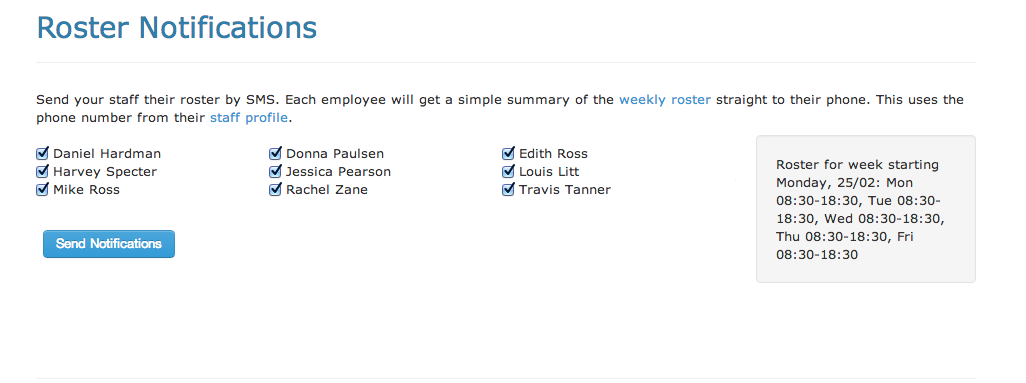 Roster Notifications
Send your staff their roster by SMS. Each employee will get a simple summary of the weekly roster straight to their phone. This uses the
phone number from their staff profile.
Daniel Hardman
Donna Paulsen
Edith Ross
Harvey Specter
Jessica Pearson
Louis Litt
Mike Ross
Rachel Zane
Travis Tanner
Send Notifications
Roster for week starting
Monday, 25/02: Mon
08:30-18:30, Tue 08:30-
18:30, Wed 08:30-18:30,
Thu 08:30-18:30, Fri
08:30-18:30